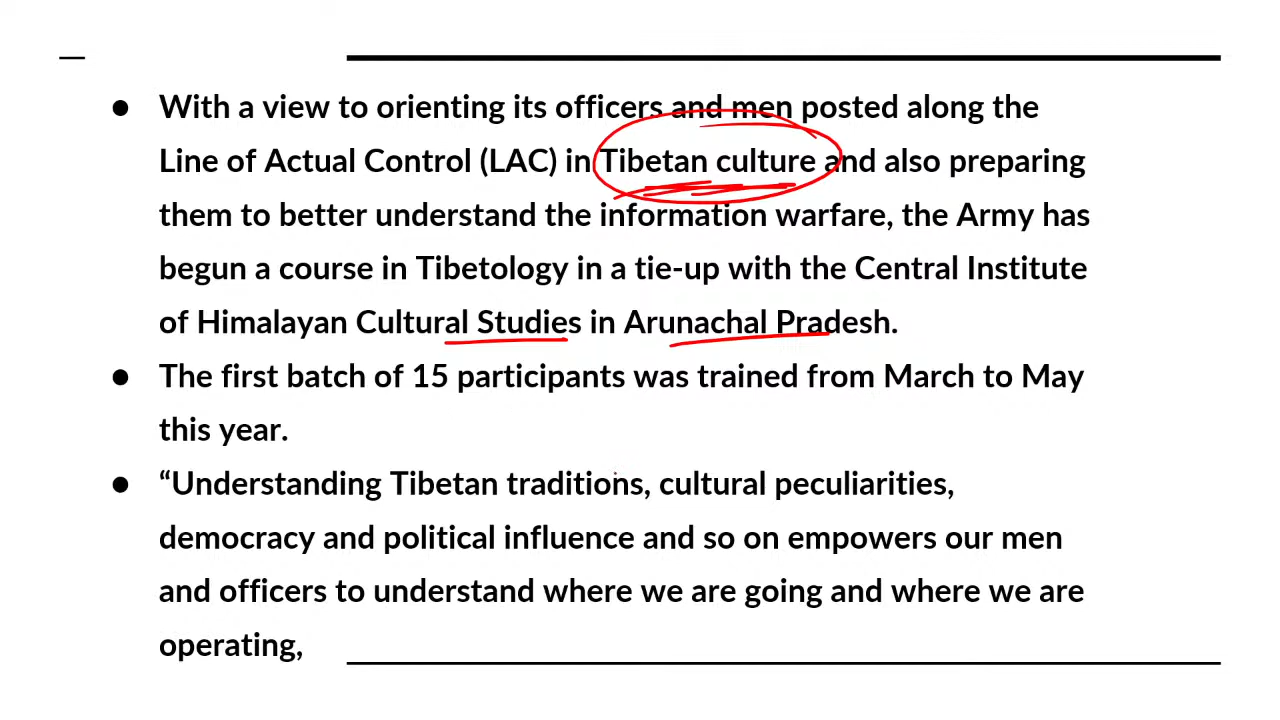 ● With a view to orienting its officers and men posted along the
Line of Actual Control (LAC) in Tibetan culture and also preparing
them to better understand the information warfare, the Army has
begun a course in Tibetology in a tie-up with the Central Institute
of Himalayan Cultural Studies in Arunachal Pradesh.
● The first batch of 15 participants was trained from March to May
this year.
● “Understanding Tibetan traditions, cultural peculiarities,
democracy and political influence and so on empowers our men
and officers to understand where we are going and where we are
operating,